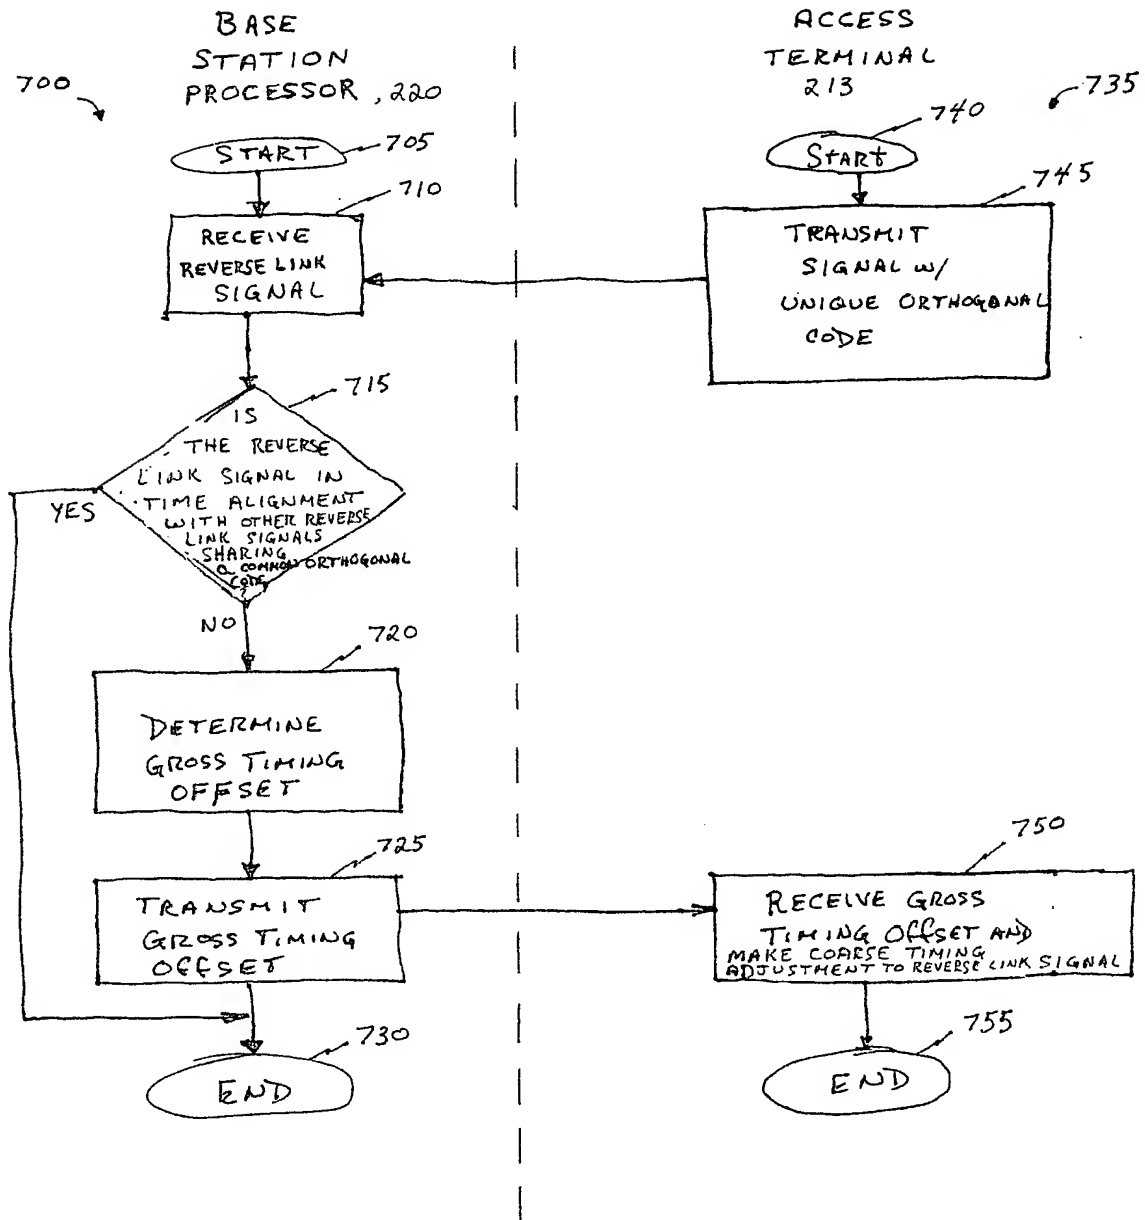 BASE
STATION
PROCESSOR, 220
700
START
705
710
RECEIVE
REVERSE LINK
SIGNAL
715
IS
THE REVERSE
LINK SIGNAL IN
TIME ALIGNMENT
WITH OTHER REVERSE
LINK SIGNALS
SHARING
a COMMON ORTHOGONAL
CODE
?
YES
NO
720
DETERMINE
GROSS TIMING
OFFSET
725
TRANSMIT
GROSS TIMING
OFFSET
730
END
ACCESS
TERMINAL
213
735
740
Start
745
TRANSMIT
SIGNAL W/
UNIQUE ORTHOGONAL
CODE
750
RECEIVE GROSS
TIMING OFFSET AND
MAKE COARSE TIMING
ADJUSTMENT TO REVERSE LINK SIGNAL
755
END